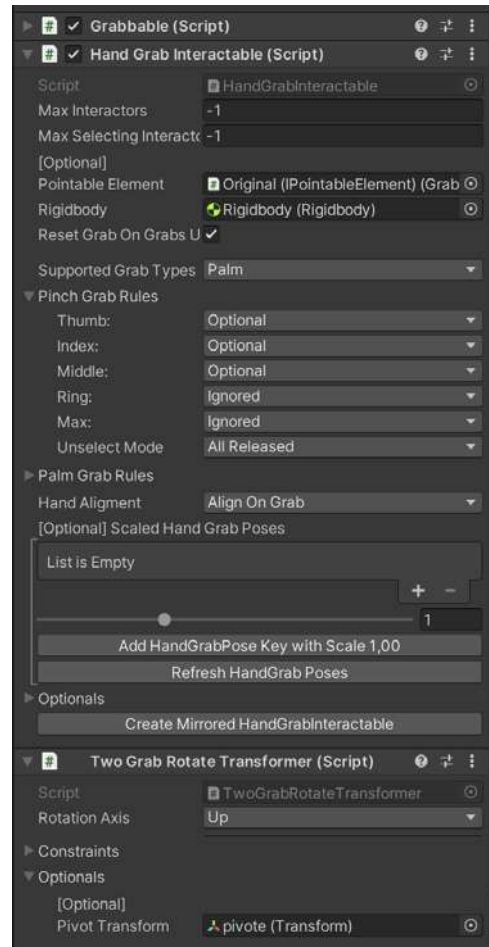 Grabbable (Script)
Hand Grab Interactable (Script)
Script HandGrabInteractable
Max Interactors -1
Max Selecting Interact -1
[Optional]
Pointable Element Original (IPointableElement) (Grab
Rigidbody Rigidbody (Rigidbody)
Reset Grab On Grabs U
Supported Grab Types Palm
Pinch Grab Rules
Thumb: Optional
Index: Optional
Middle: Optional
Ring: Ignored
Max: Ignored
Unselect Mode All Released
Palm Grab Rules
Hand Aligment Align On Grab
[Optional] Scaled Hand Grab Poses
List is Empty
+ -
1
Add HandGrabPose Key with Scale 1,00
Refresh HandGrab Poses
Optionals
Create Mirrored HandGrabInteractable
Two Grab Rotate Transformer (Script)
Script TwoGrabRotateTransformer
Rotation Axis Up
Constraints
Optionals
[Optional]
Pivot Transform pivote (Transform)